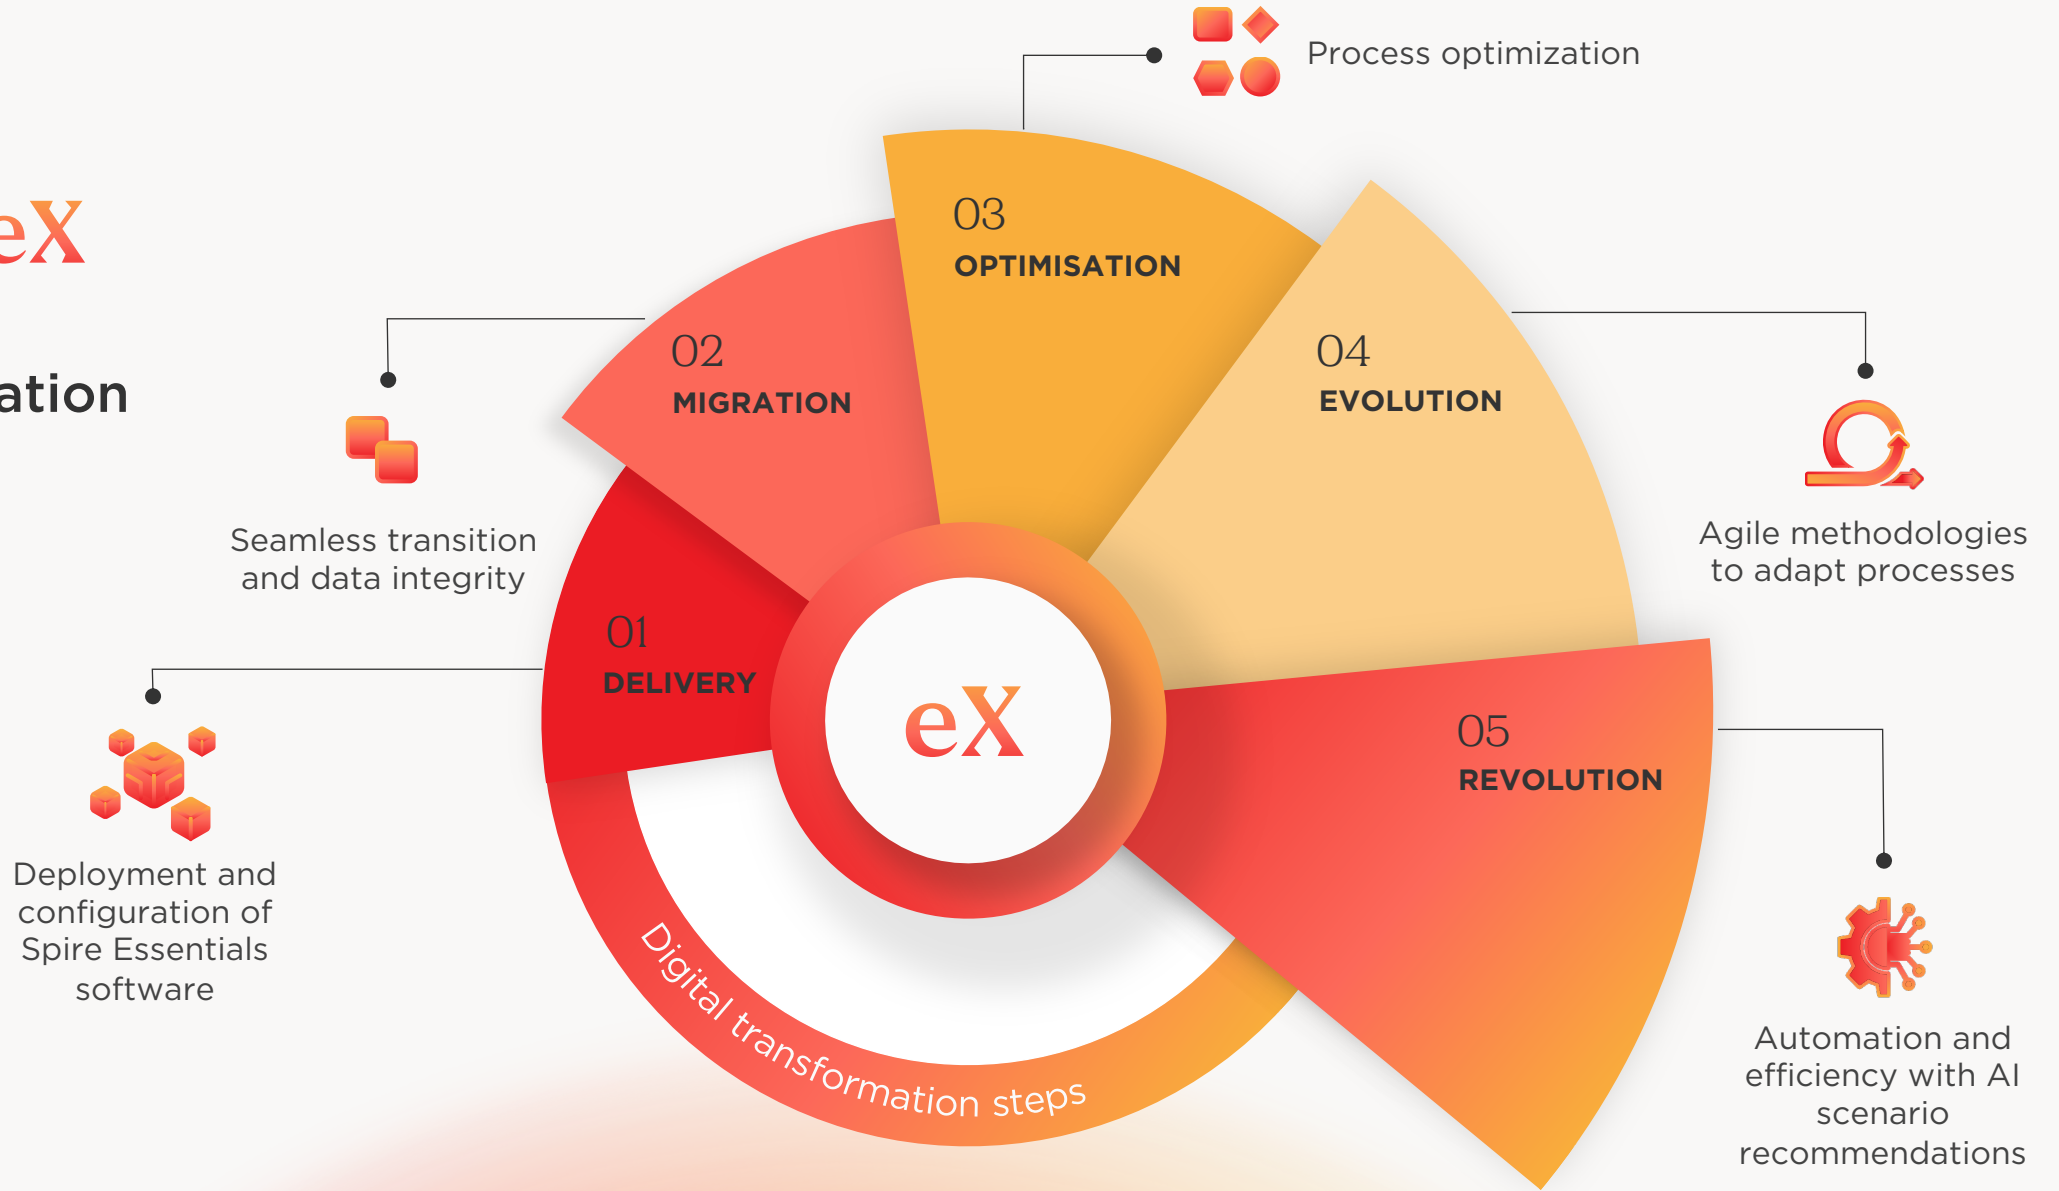 eX
ation
Process optimization
03
OPTIMISATION
02
MIGRATION
04
EVOLUTION
Seamless transition
and data integrity
Agile methodologies
to adapt processes
01
DELIVERY
eX
05
REVOLUTION
Deployment and
configuration of
Spire Essentials
software
Digital transformation steps
Automation and
efficiency with AI
scenario
recommendations